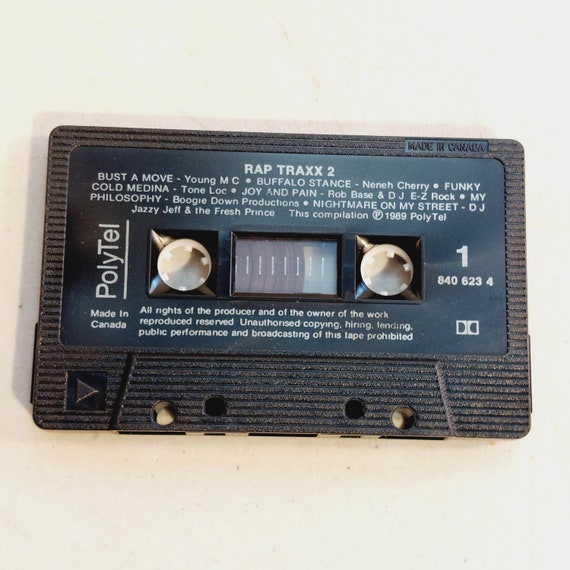 MADE IN CANADA
RAP TRAXX 2
BUST A MOVE - Young M C • BUFFALO STANCE - Neneh Cherry • FUNKY
COLD MEDINA - Tone Loc • JOY AND PAIN - Rob Base & D J E-Z Rock • MY
PHILOSOPHY - Boogie Down Productions • NIGHTMARE ON MY STREET - D J
Jazzy Jeff & the Fresh Prince This compilation Ⓟ 1989 PolyTel
PolyTel
1
840 623 4
Made In
Canada
All rights of the producer and of the owner of the work
reproduced reserved Unauthorised copying, hiring, lending,
public performance and broadcasting of this tape prohibited